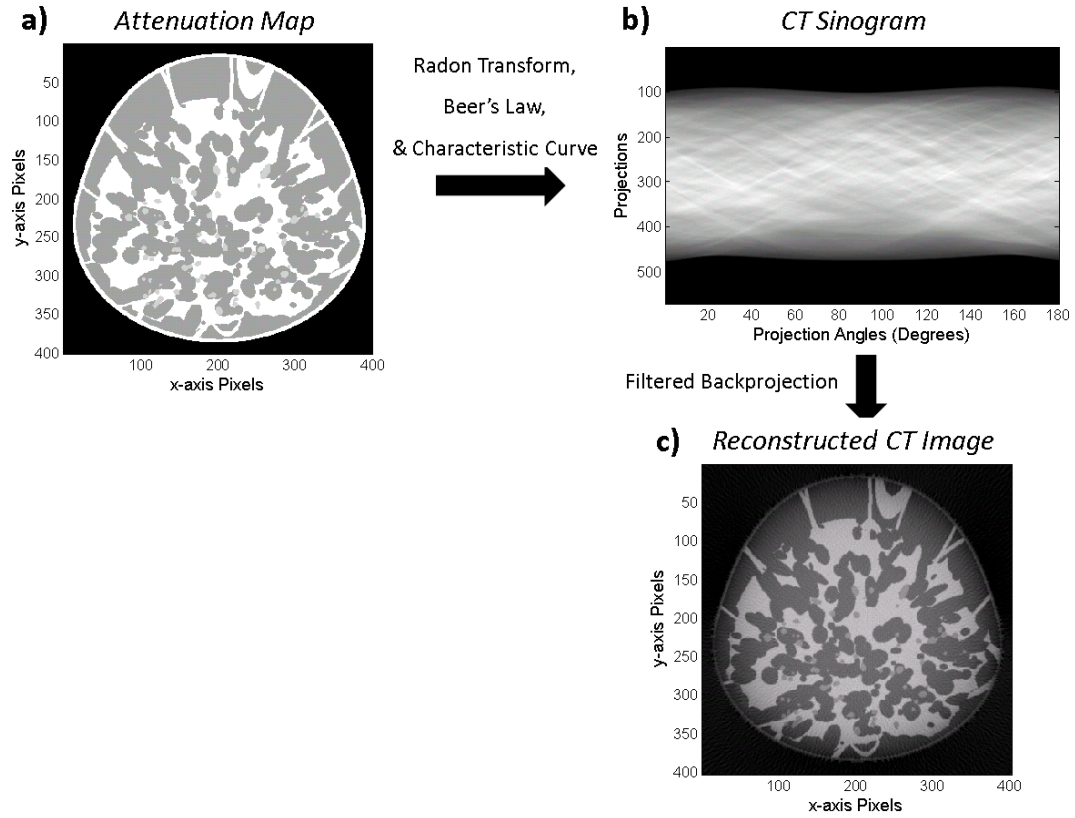 a) Attenuation Map
50
100
150
200
250
300
350
400
y-axis Pixels
100 200 300 400
x-axis Pixels
Radon Transform,
Beer's Law,
& Characteristic Curve
b) CT Sinogram
100
200
300
400
500
Projections
20 40 60 80 100 120 140 160 180
Projection Angles (Degrees)
Filtered Backprojection
c) Reconstructed CT Image
50
100
150
200
250
300
350
400
y-axis Pixels
100 200 300 400
x-axis Pixels